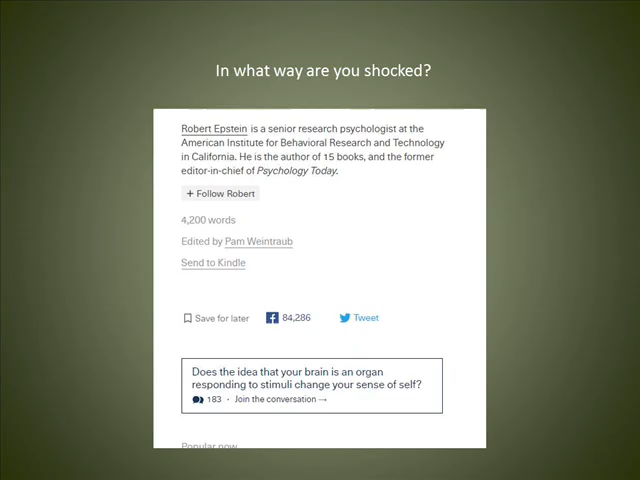 In what way are you shocked?
Robert Epstein is a senior research psychologist at the
American Institute for Behavioral Research and Technology
in California. He is the author of 15 books, and the former
editor-in-chief of Psychology Today.
+ Follow Robert
4,200 words
Edited by Pam Weintraub
Send to Kindle
Save for later 84,286 Tweet
Does the idea that your brain is an organ
responding to stimuli change your sense of self?
183 · Join the conversation →
Popular now